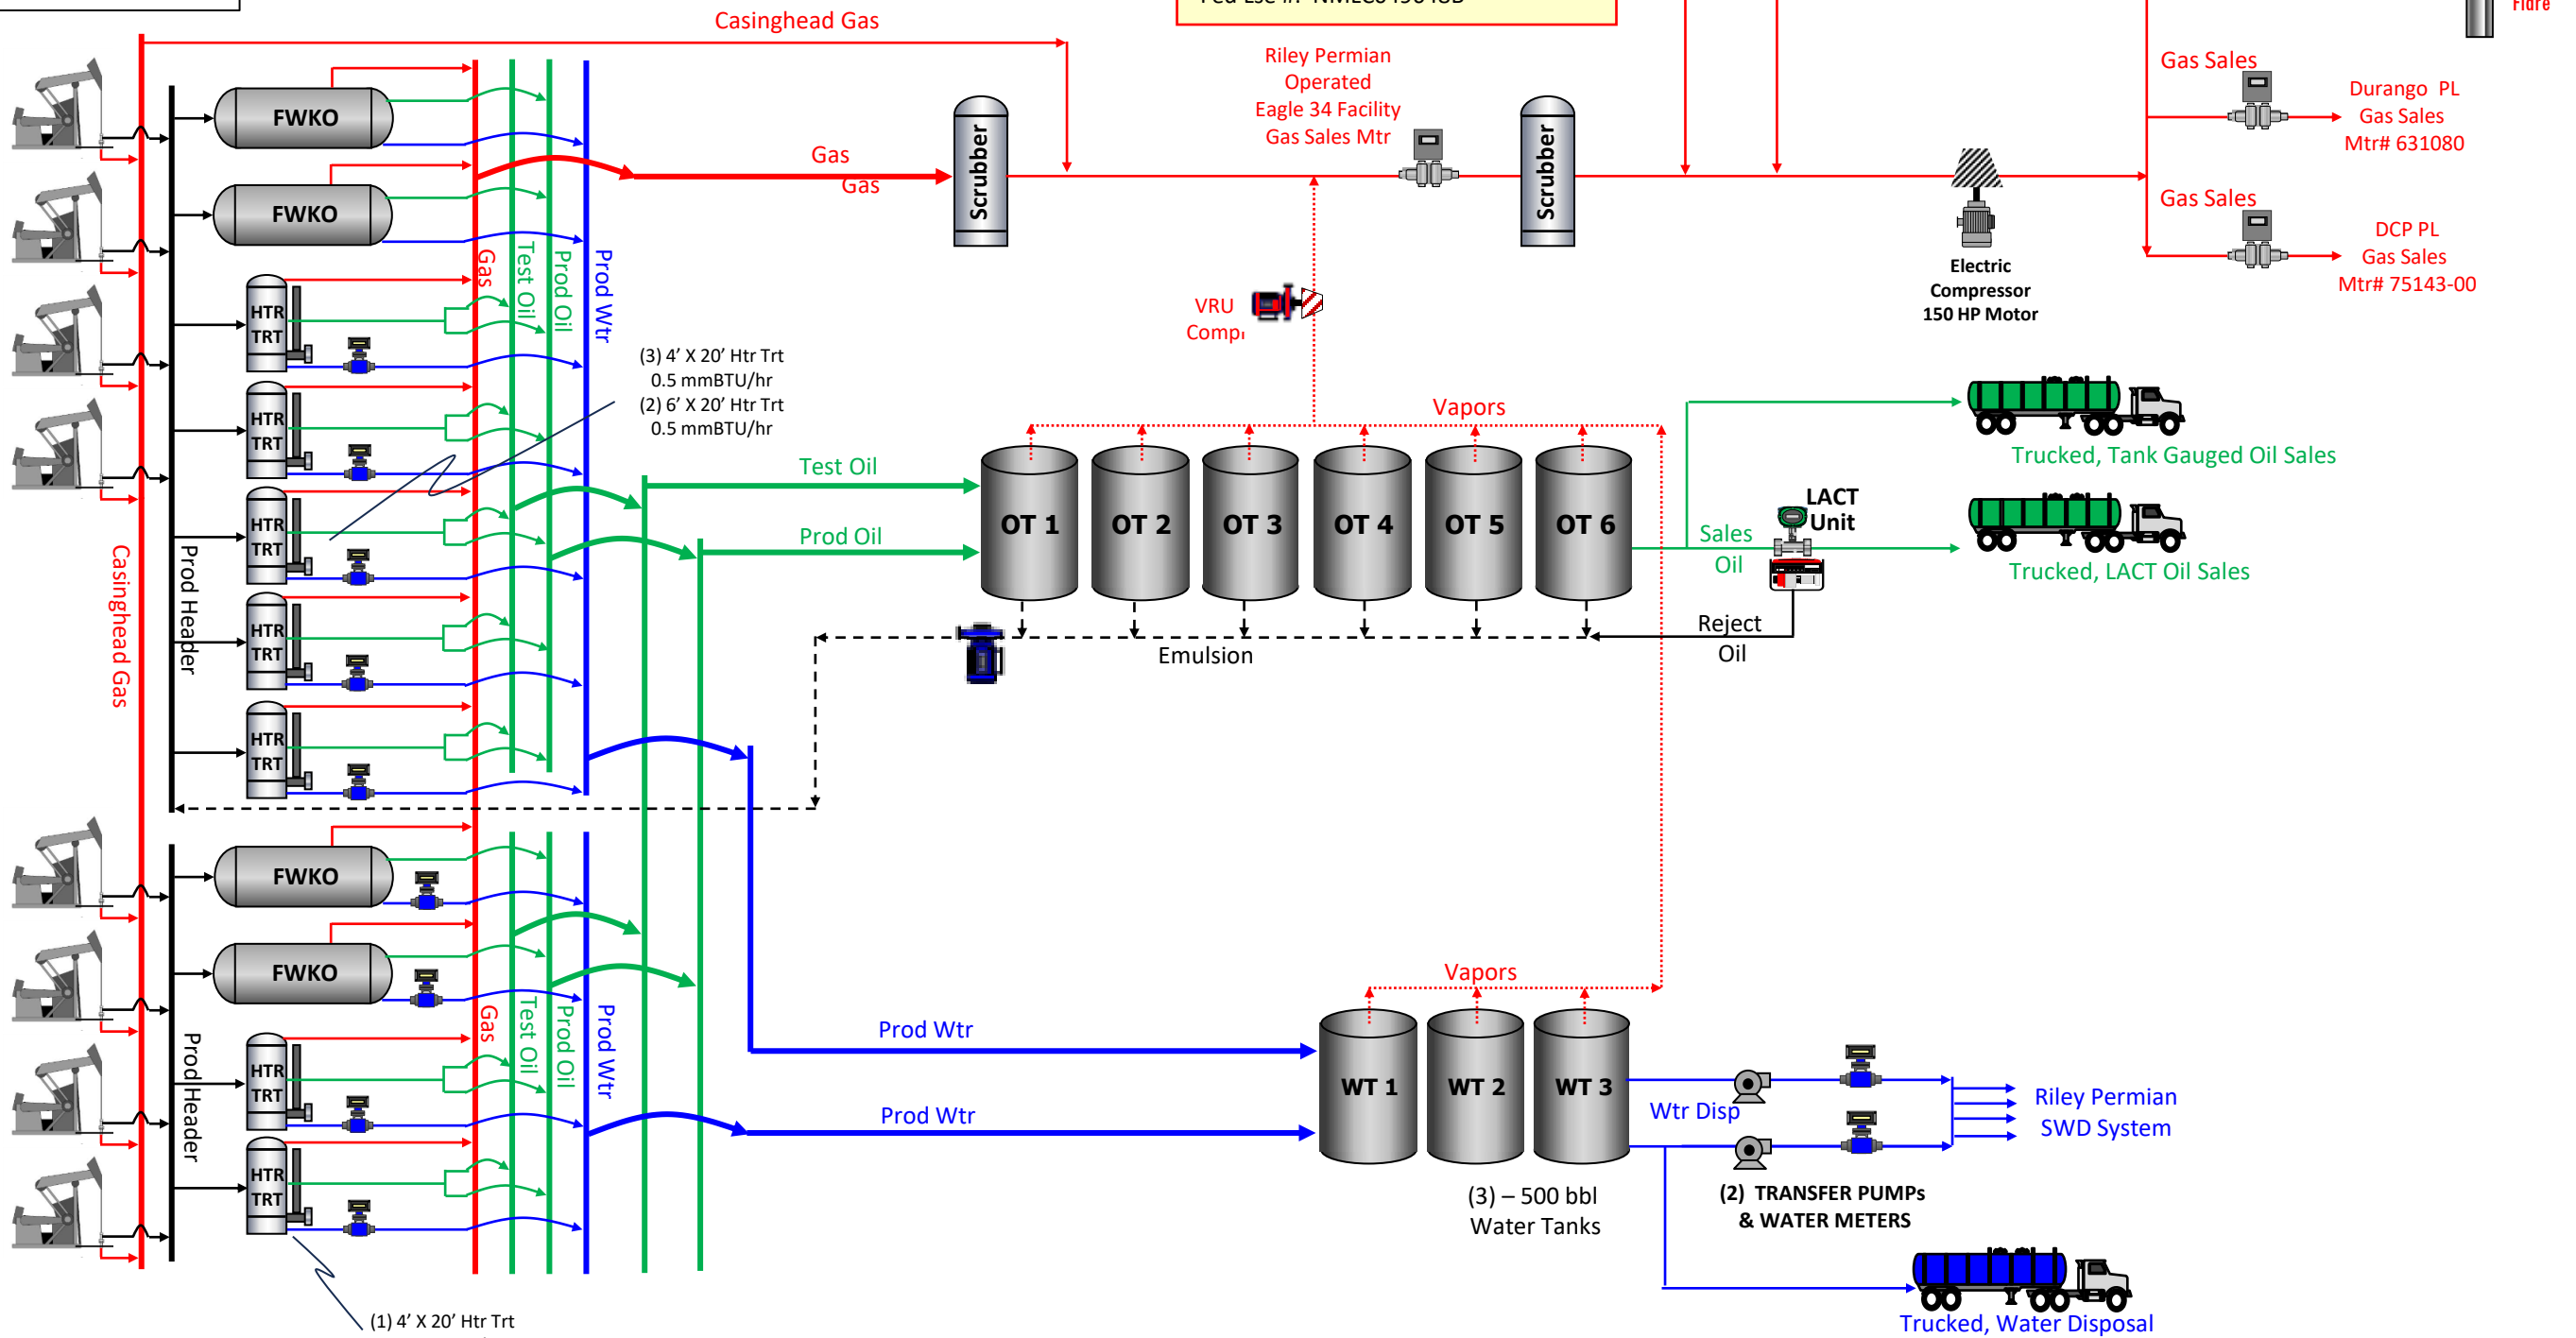 Fed Lse #: NMLC049648B
Flare
Casinghead Gas
Riley Permian
Operated
Eagle 34 Facility
Gas Sales Mtr
Gas Sales
Durango PL
Gas Sales
Mtr# 631080
FWKO
Gas
Gas
Scrubber
Scrubber
FWKO
Gas Sales
DCP PL
Gas Sales
Mtr# 75143-00
Electric
Compressor
150 HP Motor
Gas
Test Oil
Prod Oil
Prod Wtr
VRU
HTR
TRT
(3) 4’ X 20’ Htr Trt
0.5 mmBTU/hr
(2) 6’ X 20’ Htr Trt
0.5 mmBTU/hr
HTR
TRT
Vapors
Trucked, Tank Gauged Oil Sales
Test Oil
Prod Oil
HTR
TRT
OT 1
OT 2
OT 3
OT 4
OT 5
OT 6
LACT
Unit
Sales
Oil
Trucked, LACT Oil Sales
Casinghead Gas
Prod Header
HTR
TRT
Emulsion
Reject
Oil
HTR
TRT
FWKO
FWKO
Vapors
Gas
Test Oil
Prod Oil
Prod Wtr
Prod Header
HTR
TRT
Prod Wtr
Prod Wtr
WT 1
WT 2
WT 3
Wtr Disp
Riley Permian
SWD System
HTR
TRT
(3) – 500 bbl
Water Tanks
(2) TRANSFER PUMPs
& WATER METERS
(1) 4’ X 20’ Htr Trt
Trucked, Water Disposal